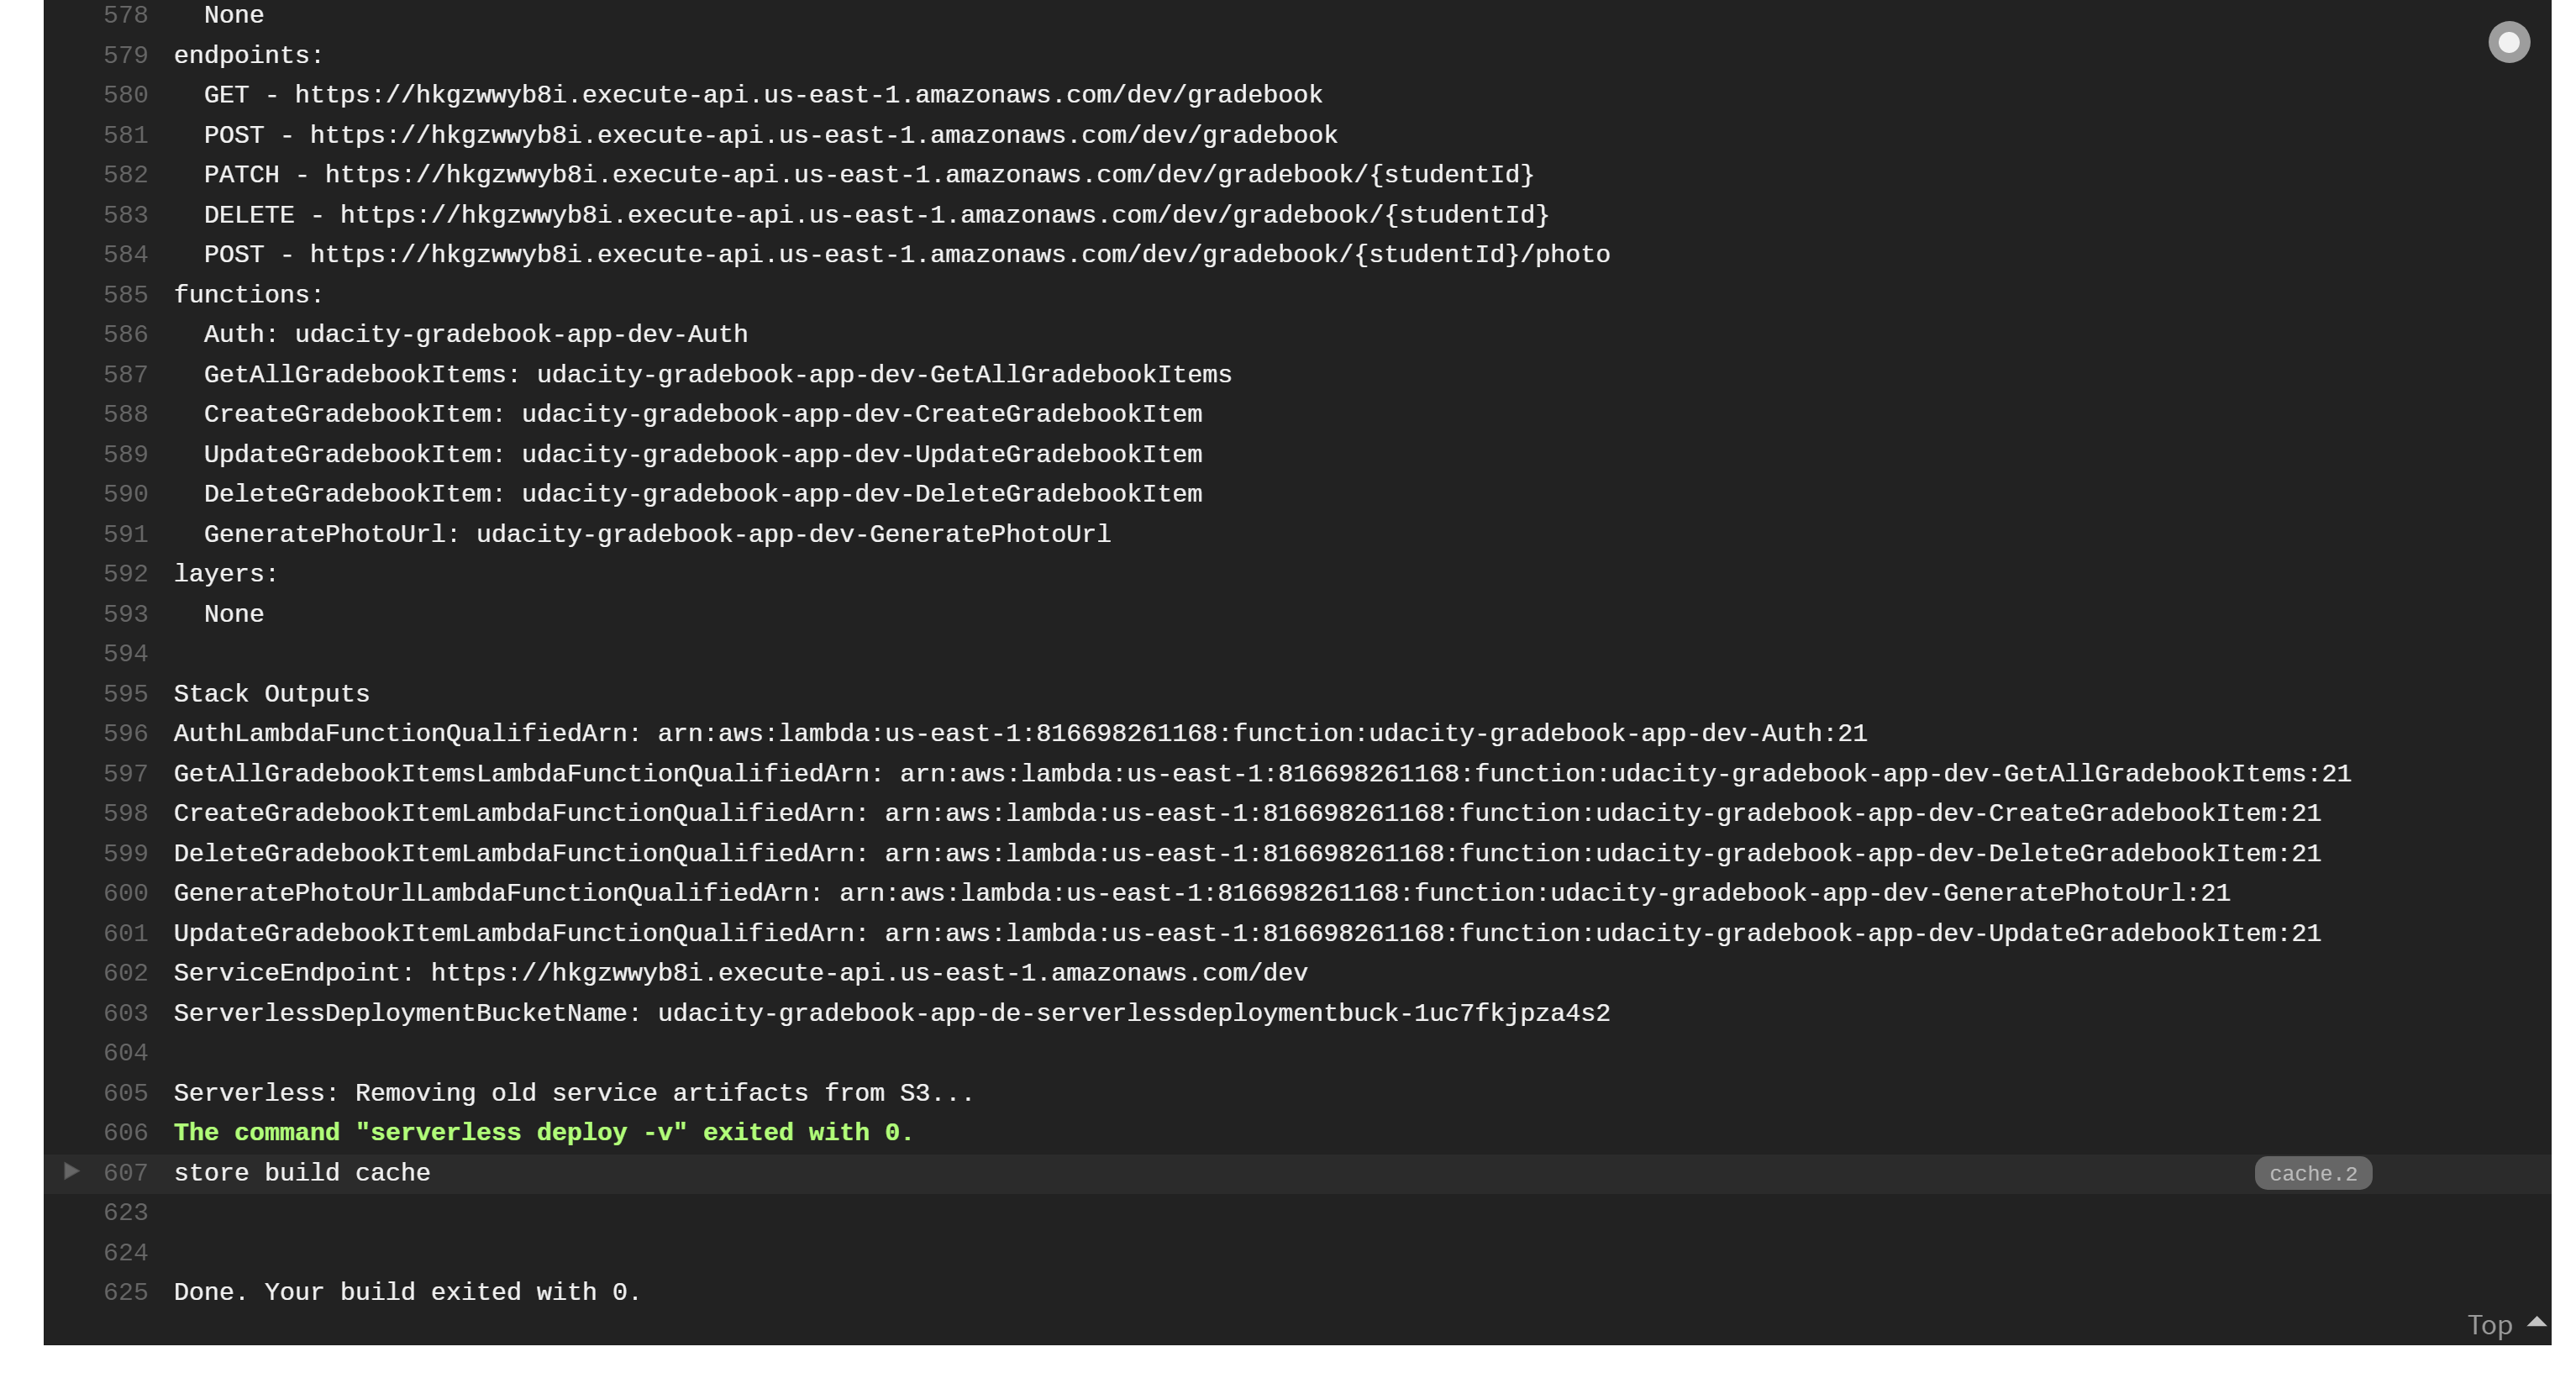 578 None
579 endpoints:
580 GET - https://hkgzwwyb8i.execute-api.us-east-1.amazonaws.com/dev/gradebook
581 POST - https://hkgzwwyb8i.execute-api.us-east-1.amazonaws.com/dev/gradebook
582 PATCH - https://hkgzwwyb8i.execute-api.us-east-1.amazonaws.com/dev/gradebook/{studentId}
583 DELETE - https://hkgzwwyb8i.execute-api.us-east-1.amazonaws.com/dev/gradebook/{studentId}
584 POST - https://hkgzwwyb8i.execute-api.us-east-1.amazonaws.com/dev/gradebook/{studentId}/photo
585 functions:
586 Auth: udacity-gradebook-app-dev-Auth
587 GetAllGradebookItems: udacity-gradebook-app-dev-GetAllGradebookItems
588 CreateGradebookItem: udacity-gradebook-app-dev-CreateGradebookItem
589 UpdateGradebookItem: udacity-gradebook-app-dev-UpdateGradebookItem
590 DeleteGradebookItem: udacity-gradebook-app-dev-DeleteGradebookItem
591 GeneratePhotoUrl: udacity-gradebook-app-dev-GeneratePhotoUrl
592 layers:
593 None
594
595 Stack Outputs
596 AuthLambdaFunctionQualifiedArn: arn:aws:lambda:us-east-1:816698261168:function:udacity-gradebook-app-dev-Auth:21
597 GetAllGradebookItemsLambdaFunctionQualifiedArn: arn:aws:lambda:us-east-1:816698261168:function:udacity-gradebook-app-dev-GetAllGradebookItems:21
598 CreateGradebookItemLambdaFunctionQualifiedArn: arn:aws:lambda:us-east-1:816698261168:function:udacity-gradebook-app-dev-CreateGradebookItem:21
599 DeleteGradebookItemLambdaFunctionQualifiedArn: arn:aws:lambda:us-east-1:816698261168:function:udacity-gradebook-app-dev-DeleteGradebookItem:21
600 GeneratePhotoUrlLambdaFunctionQualifiedArn: arn:aws:lambda:us-east-1:816698261168:function:udacity-gradebook-app-dev-GeneratePhotoUrl:21
601 UpdateGradebookItemLambdaFunctionQualifiedArn: arn:aws:lambda:us-east-1:816698261168:function:udacity-gradebook-app-dev-UpdateGradebookItem:21
602 ServiceEndpoint: https://hkgzwwyb8i.execute-api.us-east-1.amazonaws.com/dev
603 ServerlessDeploymentBucketName: udacity-gradebook-app-de-serverlessdeploymentbuck-1uc7fkjpza4s2
604
605 Serverless: Removing old service artifacts from S3...
606 The command "serverless deploy -v" exited with 0.
607 store build cache cache.2
623
624
625 Done. Your build exited with 0.
Top